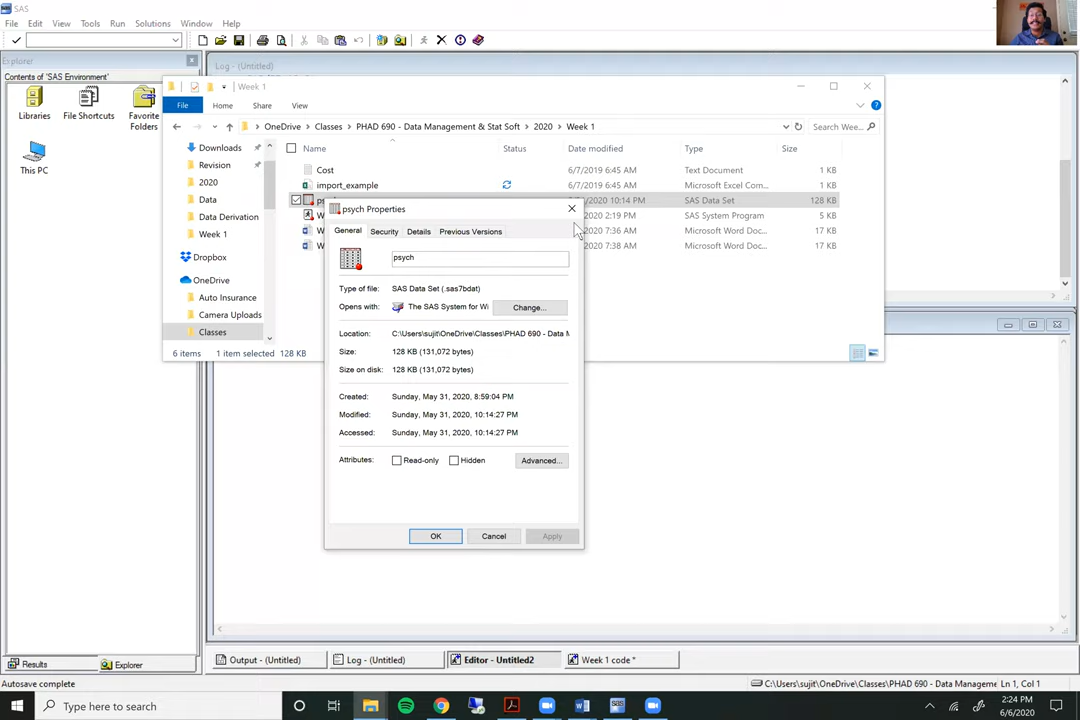 SAS
File Edit View Tools Run Solutions Window Help
Explorer
Contents of 'SAS Environment'
Libraries
File Shortcuts
Favorite Folders
This PC
Log - (Untitled)
Week 1
File Home Share View
OneDrive > Classes > PHAD 690 - Data Management & Stat Soft > 2020 > Week 1
Search Wee...
Name Status Date modified Type Size
Downloads
Revision
2020
Data
Data Derivation
Week 1
Dropbox
OneDrive
Auto Insurance
Camera Uploads
Classes
Cost 6/7/2019 6:45 AM Text Document 1 KB
import_example 6/7/2019 6:45 AM Microsoft Excel Com... 1 KB
2020 10:14 PM SAS Data Set 128 KB
2020 2:19 PM SAS System Program 5 KB
2020 7:36 AM Microsoft Word Doc... 17 KB
2020 7:38 AM Microsoft Word Doc... 17 KB
6 items 1 item selected 128 KB
psych Properties
General Security Details Previous Versions
psych
Type of file: SAS Data Set (.sas7bdat)
Opens with: The SAS System for Wi Change...
Location: C:\Users\sujit\OneDrive\Classes\PHAD 690 - Data M
Size: 128 KB (131,072 bytes)
Size on disk: 128 KB (131,072 bytes)
Created: Sunday, May 31, 2020, 8:59:04 PM
Modified: Sunday, May 31, 2020, 10:14:27 PM
Accessed: Sunday, May 31, 2020, 10:14:27 PM
Attributes: Read-only Hidden Advanced...
OK Cancel Apply
Results Explorer
Output - (Untitled) Log - (Untitled) Editor - Untitled2 Week 1 code *
Autosave complete
C:\Users\sujit\OneDrive\Classes\PHAD 690 - Data Manageme Ln 1, Col 1
Type here to search
2:24 PM
6/6/2020